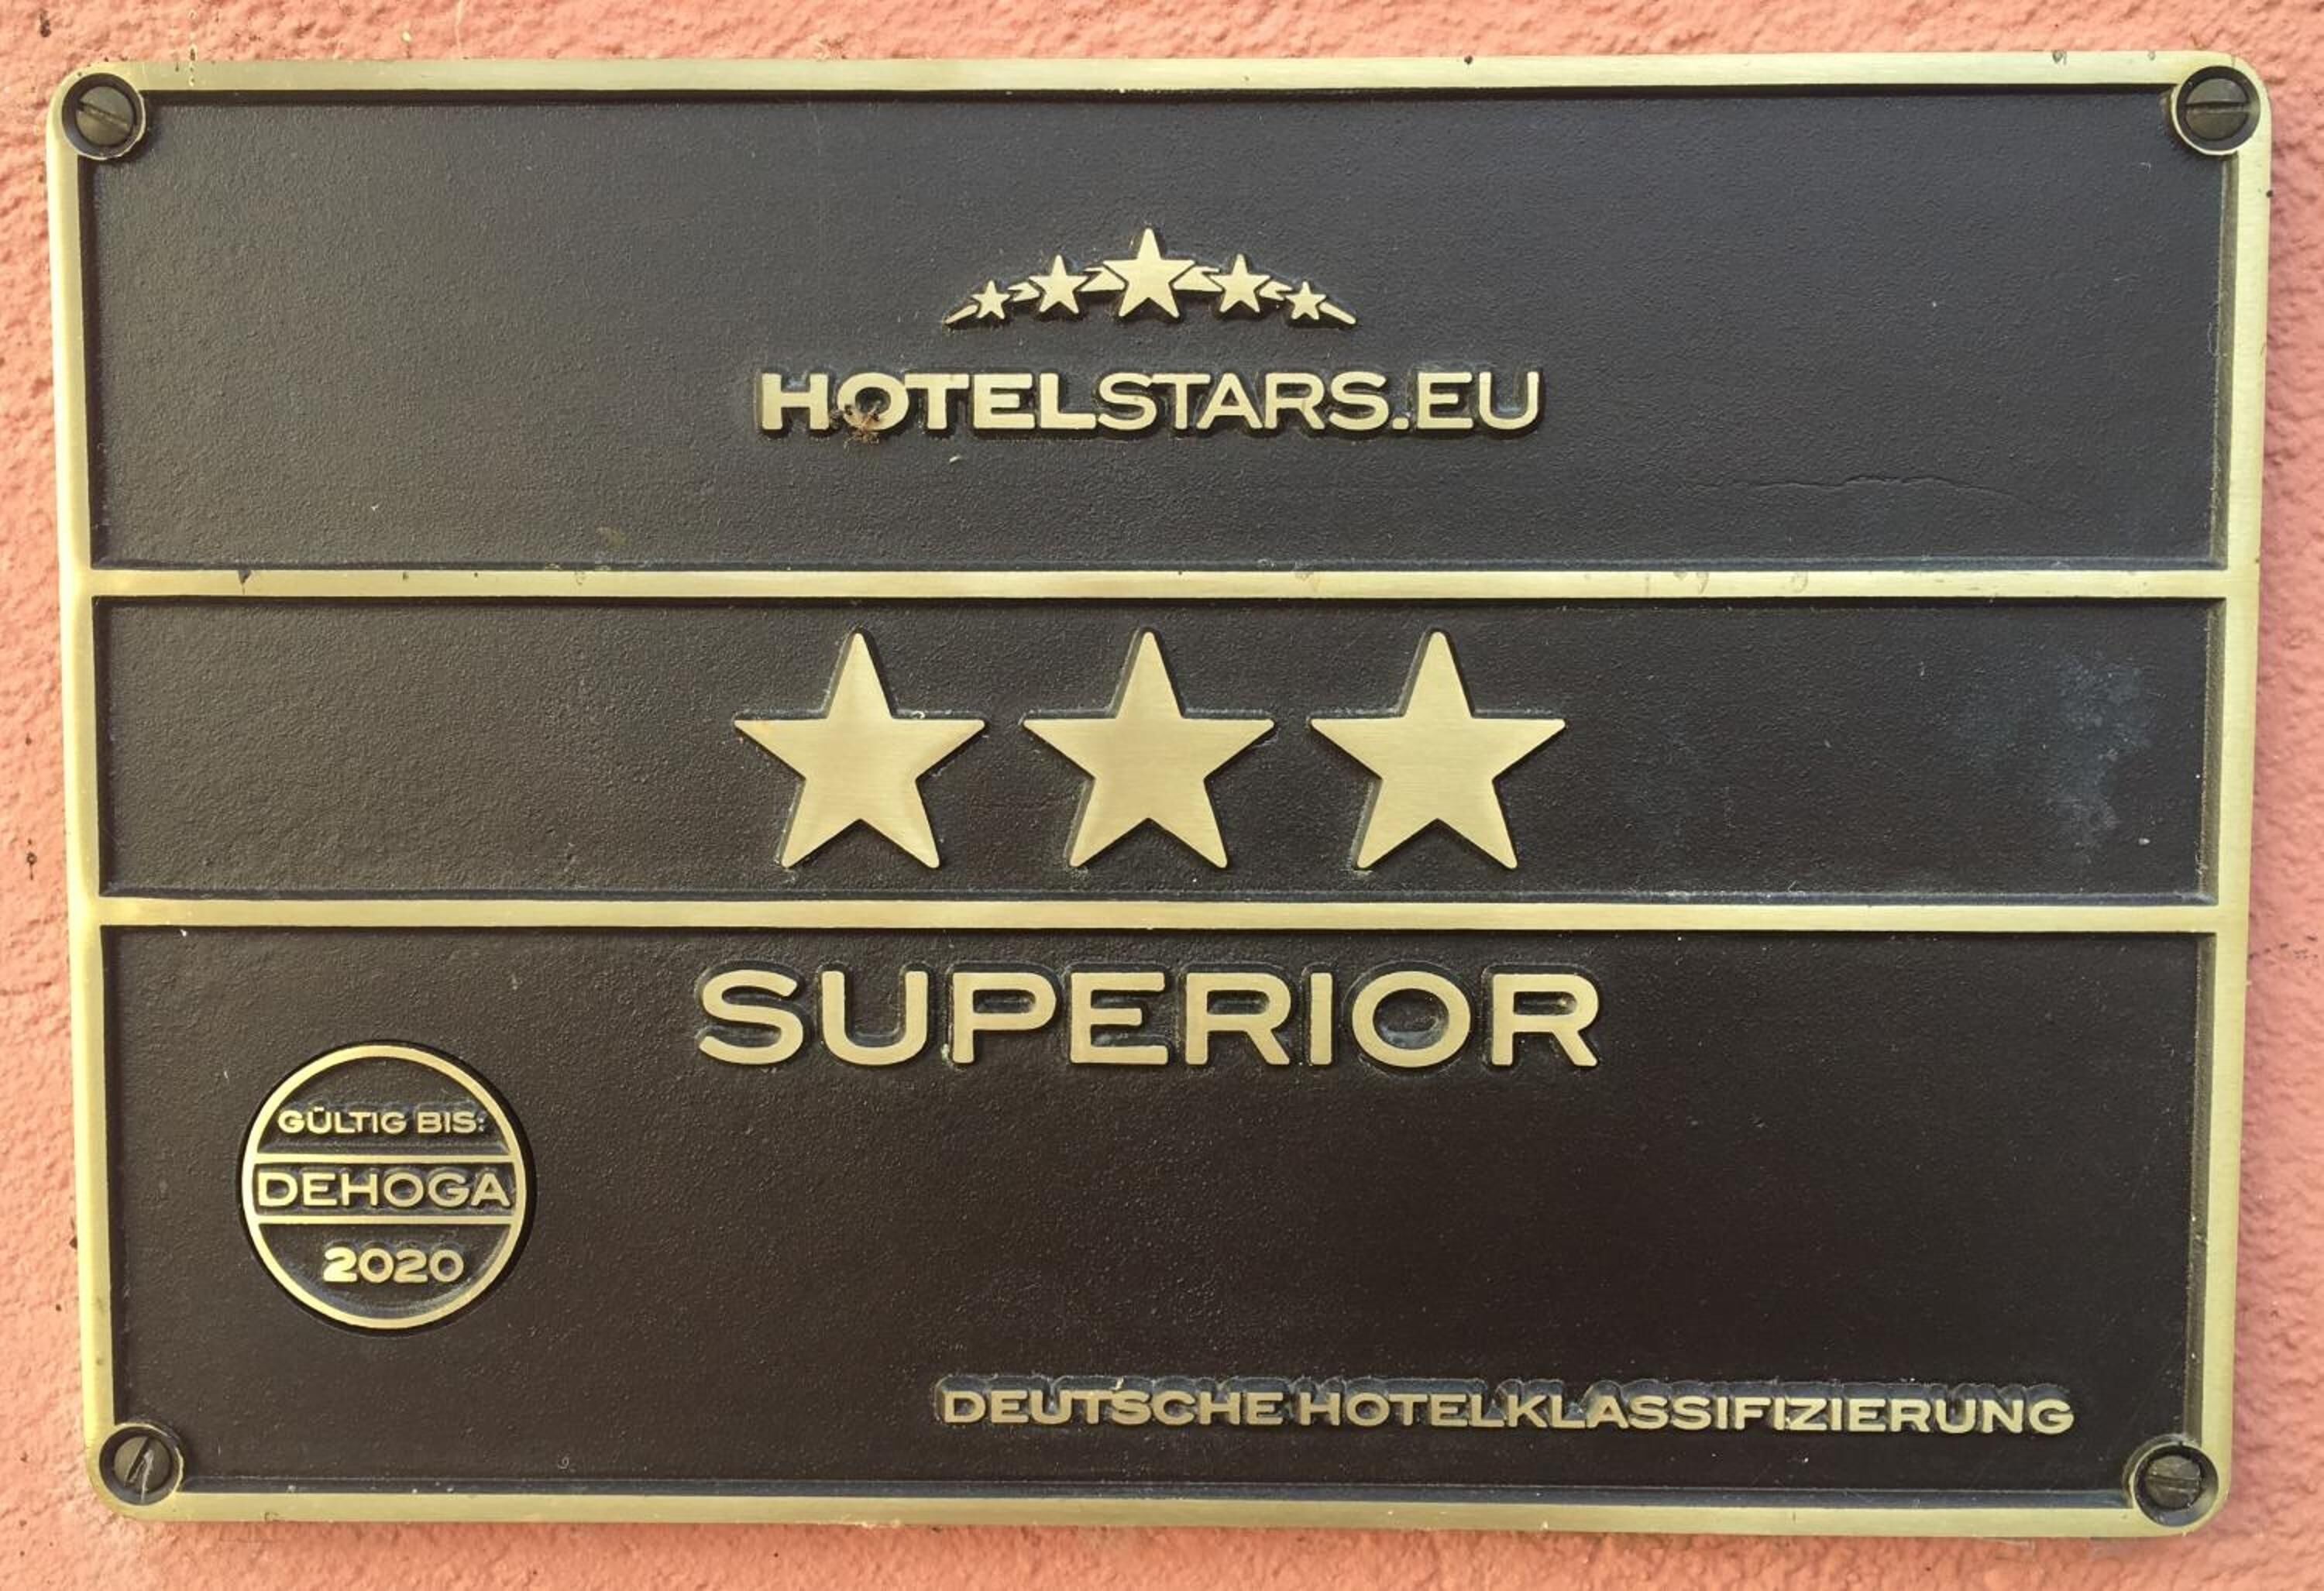 HOTELSTARS.EU
SUPERIOR
GÜLTIG BIS:
DEHOGA
2020
DEUTSCHE HOTELKLASSIFIZIERUNG